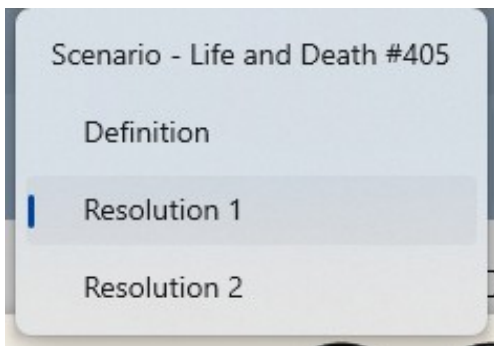 Scenario - Life and Death #405
Definition
Resolution 1
Resolution 2